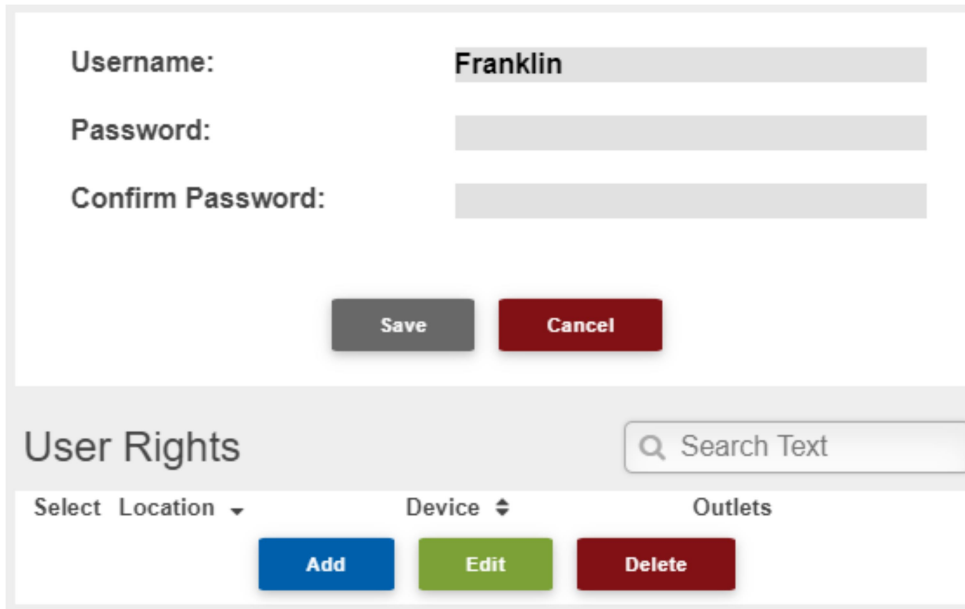 Username: Franklin
Password:
Confirm Password:
Save Cancel
User Rights Search Text
Select Location Device Outlets
Add Edit Delete